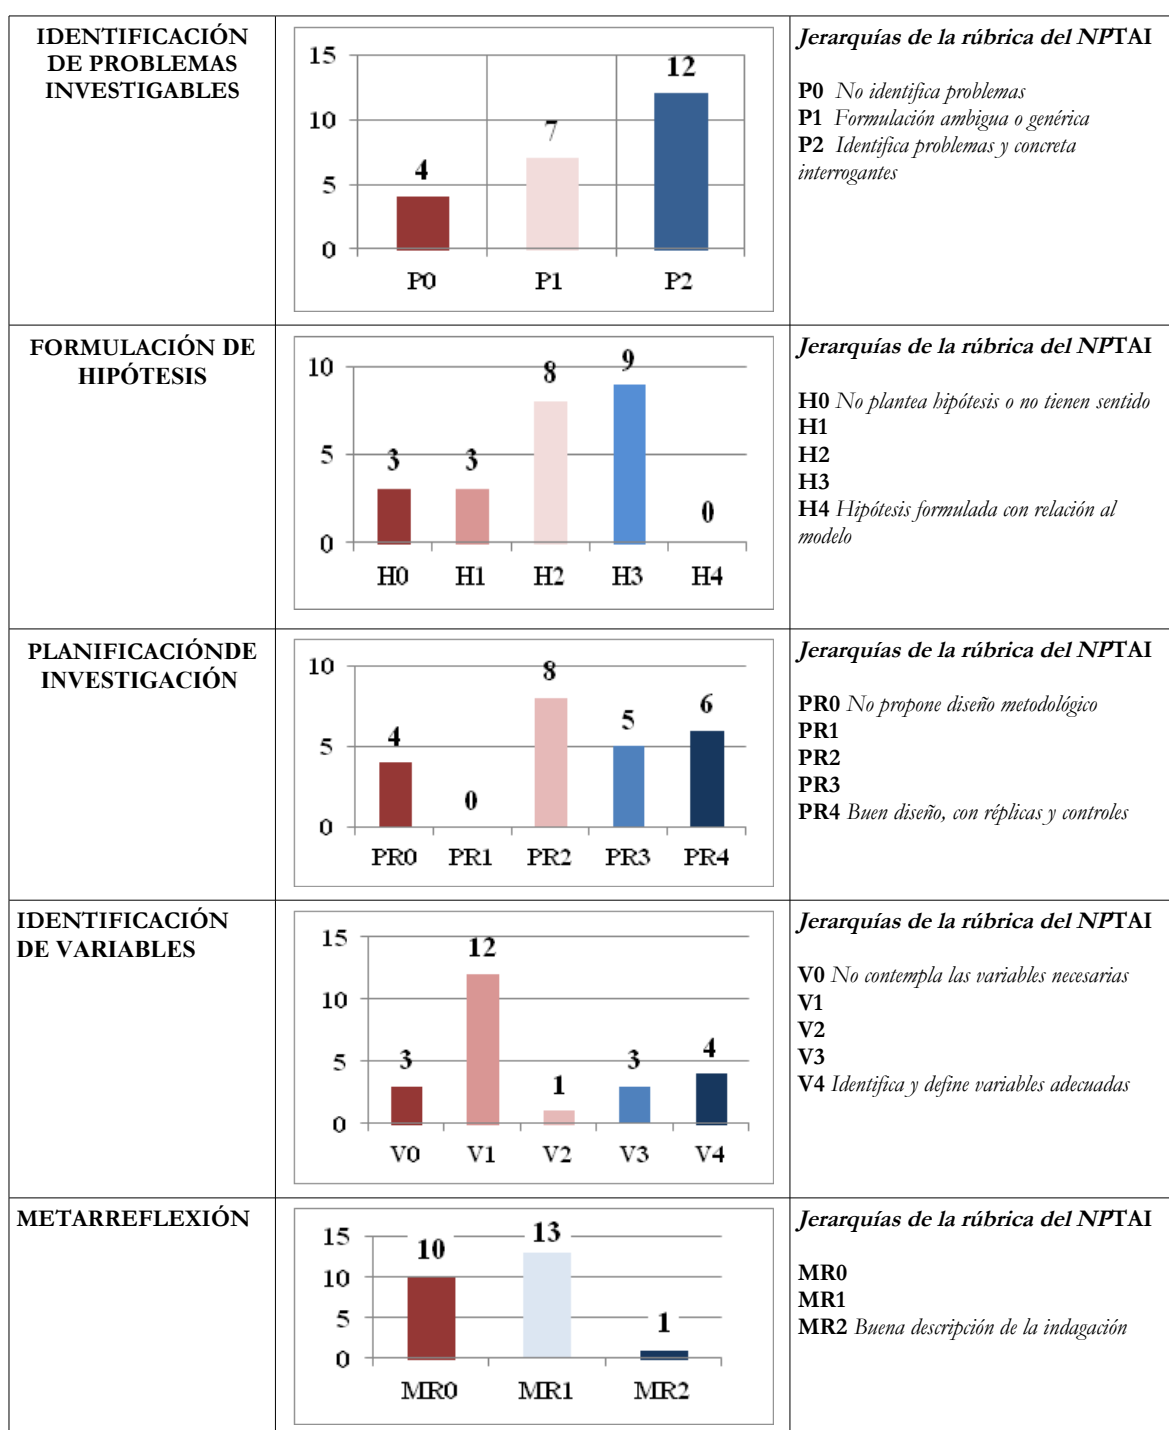 IDENTIFICACIÓN
DE PROBLEMAS
INVESTIGABLES
15
10
5
0
4
7
12
P0
P1
P2
Jerarquías de la rúbrica del NPTAI
P0 No identifica problemas
P1 Formulación ambigua o genérica
P2 Identifica problemas y concreta
interrogantes
FORMULACIÓN DE
HIPÓTESIS
10
5
0
3
3
8
9
0
H0
H1
H2
H3
H4
Jerarquías de la rúbrica del NPTAI
H0 No plantea hipótesis o no tienen sentido
H1
H2
H3
H4 Hipótesis formulada con relación al
modelo
PLANIFICACIÓNDE
INVESTIGACIÓN
10
5
0
4
0
8
5
6
PR0
PR1
PR2
PR3
PR4
Jerarquías de la rúbrica del NPTAI
PR0 No propone diseño metodológico
PR1
PR2
PR3
PR4 Buen diseño, con réplicas y controles
IDENTIFICACIÓN
DE VARIABLES
15
10
5
0
3
12
1
3
4
V0
V1
V2
V3
V4
Jerarquías de la rúbrica del NPTAI
V0 No contempla las variables necesarias
V1
V2
V3
V4 Identifica y define variables adecuadas
METARREFLEXIÓN
15
10
5
0
10
13
1
MR0
MR1
MR2
Jerarquías de la rúbrica del NPTAI
MR0
MR1
MR2 Buena descripción de la indagación